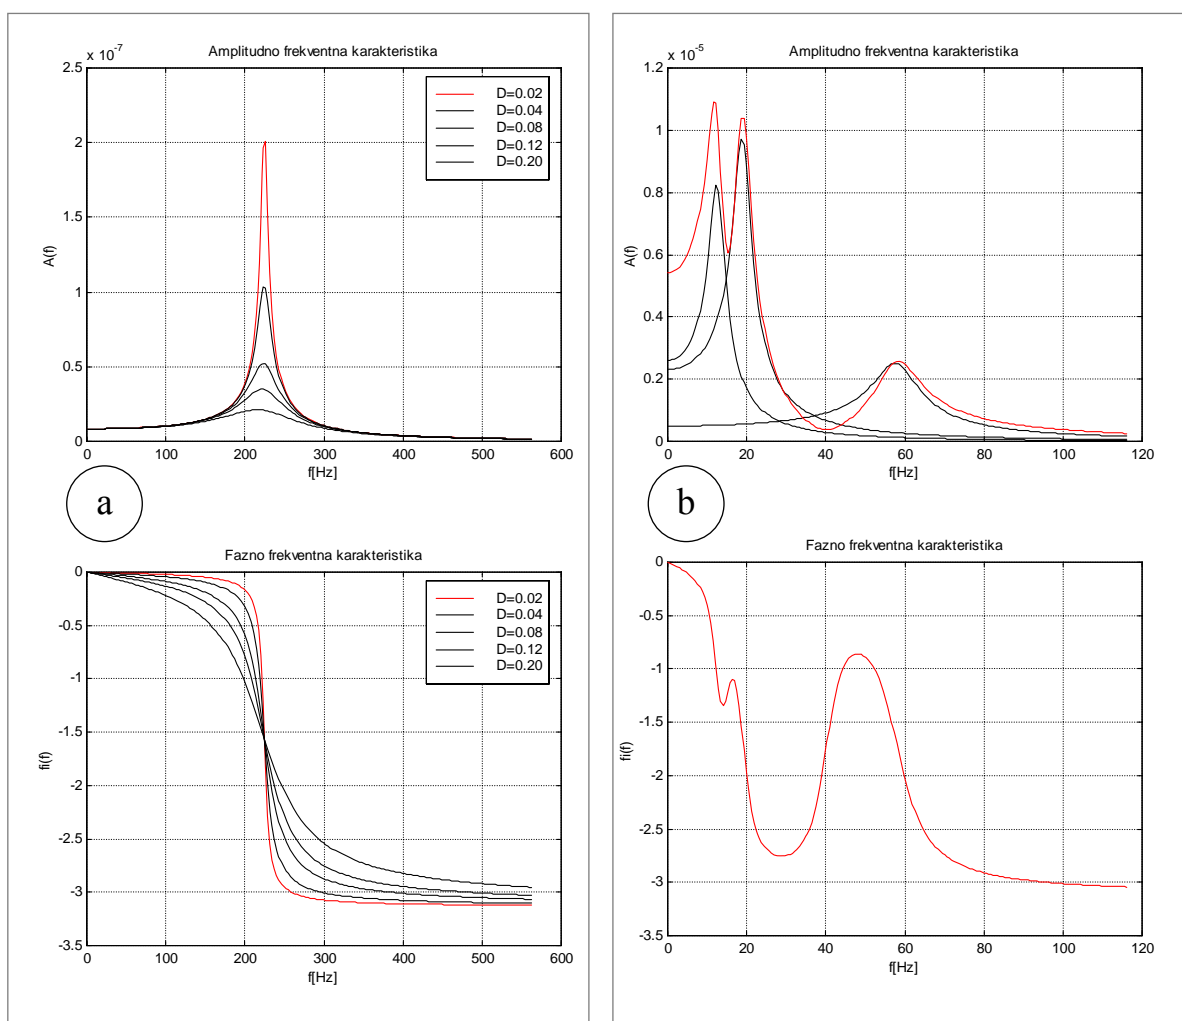 Amplitudno frekventna karakteristika
x 10^-7
2.5
2
1.5
1
0.5
0
A(f)
D=0.02
D=0.04
D=0.08
D=0.12
D=0.20
0 100 200 300 400 500 600
f[Hz]
a
Fazno frekventna karakteristika
0
-0.5
-1
-1.5
-2
-2.5
-3
-3.5
fi(f)
D=0.02
D=0.04
D=0.08
D=0.12
D=0.20
0 100 200 300 400 500 600
f[Hz]
Amplitudno frekventna karakteristika
x 10^-5
1.2
1
0.8
0.6
0.4
0.2
0
A(f)
0 20 40 60 80 100 120
f[Hz]
b
Fazno frekventna karakteristika
0
-0.5
-1
-1.5
-2
-2.5
-3
-3.5
fi(f)
0 20 40 60 80 100 120
f[Hz]